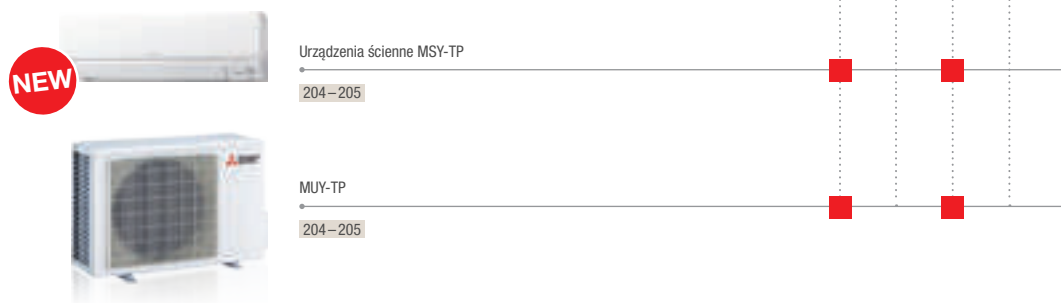 NEW
Urządzenia ścienne MSY-TP
204–205
MUY-TP
204–205